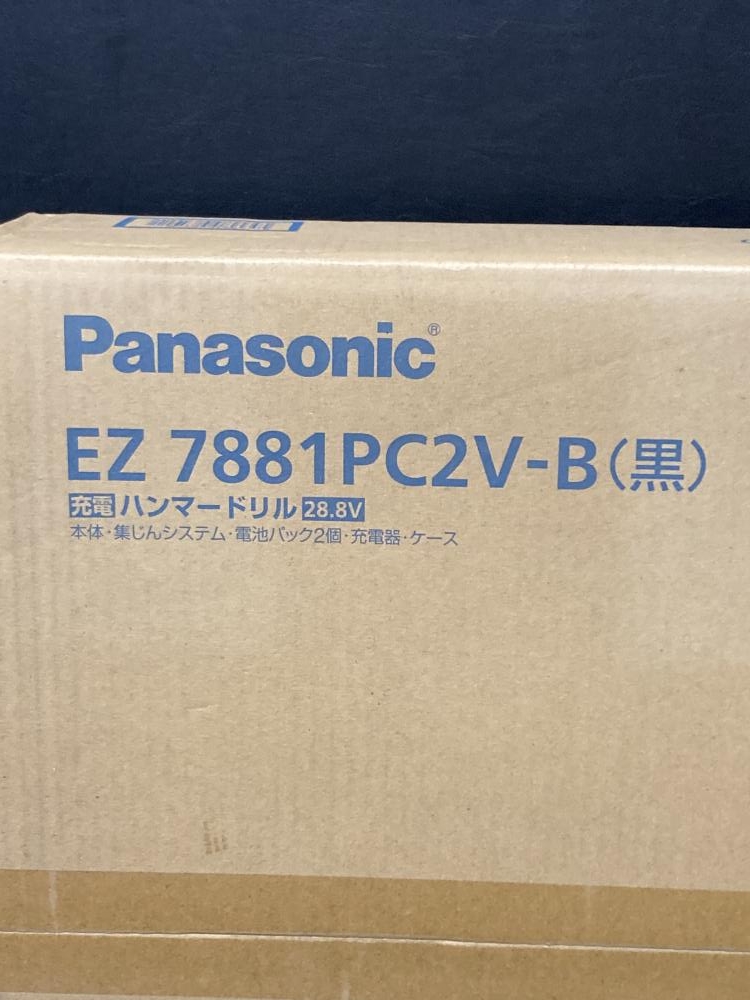 Panasonic®
EZ 7881PC2V-B(黒)
充電ハンマードリル 28.8V
本体・集じんシステム・電池パック2個・充電器・ケース